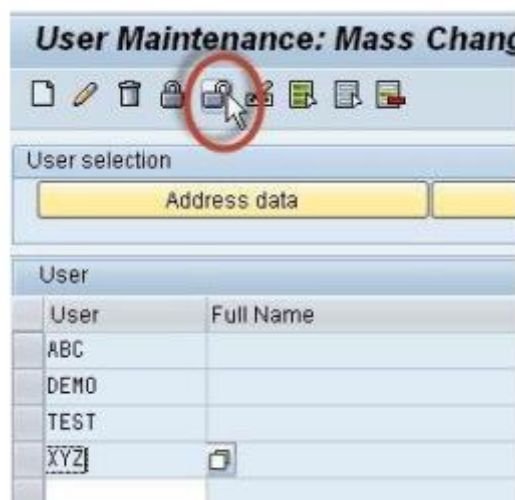 User Maintenance: Mass Chang
User selection
Address data
User
User Full Name
ABC
DEMO
TEST
XYZ